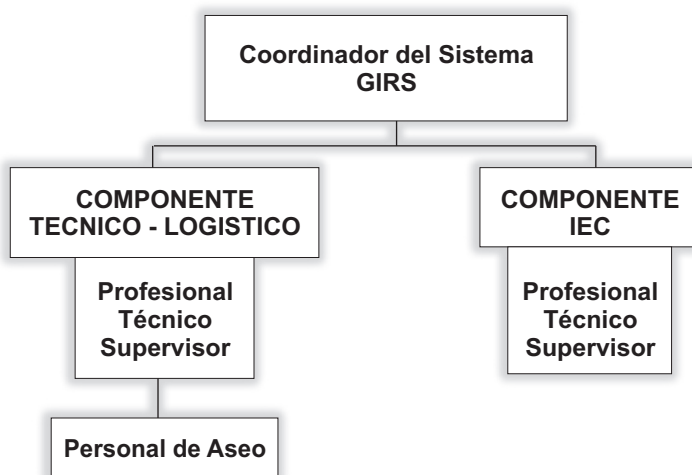 Coordinador del Sistema
GIRS
COMPONENTE
TECNICO - LOGISTICO
Profesional
Técnico
Supervisor
Personal de Aseo
COMPONENTE
IEC
Profesional
Técnico
Supervisor